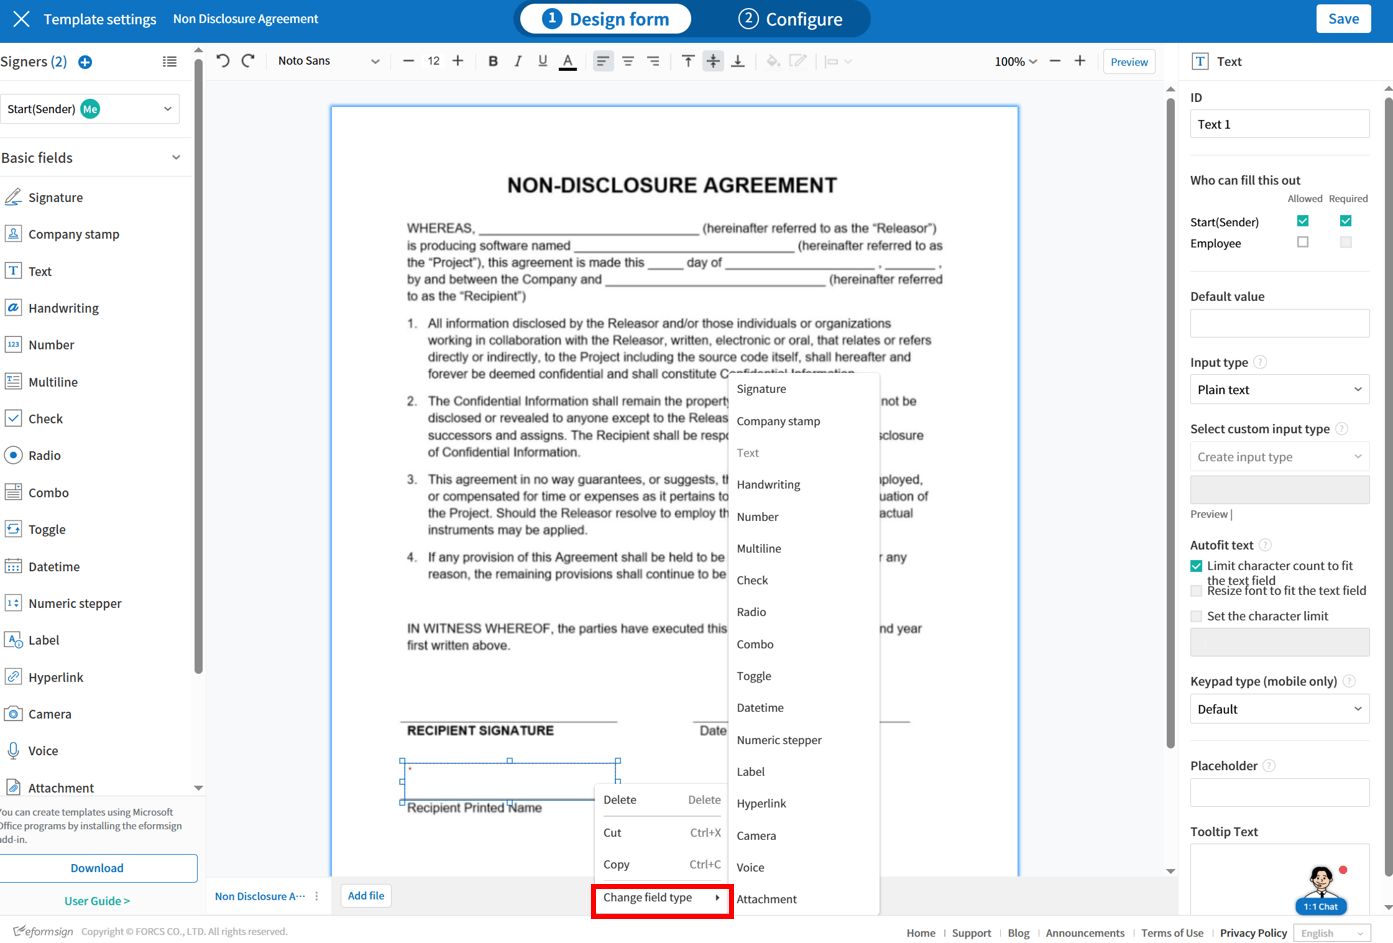 Template settings
Non Disclosure Agreement
1 Design form
2 Configure
Save
Signers (2)
Start(Sender) Me
Basic fields
Signature
Company stamp
T Text
a Handwriting
123 Number
Multiline
Check
Radio
Combo
Toggle
Datetime
Numeric stepper
Label
Hyperlink
Camera
Voice
Attachment
You can create templates using Microsoft
Office programs by installing the eformsign
add-in.
Download
User Guide >
Noto Sans
12
B I U A
100%
Preview
NON-DISCLOSURE AGREEMENT
WHEREAS, (hereinafter referred to as the “Releasor”)
is producing software named (hereinafter referred to as
the “Project”), this agreement is made this day of , ,
by and between the Company and (hereinafter referred
to as the “Recipient”)
1. All information disclosed by the Releasor and/or those individuals or organizations
working in collaboration with the Releasor, written, electronic or oral, that relates or refers
directly or indirectly, to the Project including the source code itself, shall hereafter and
forever be deemed confidential and shall constitute
2. The Confidential Information shall remain the property not be
disclosed or revealed to anyone except to the Releas
successors and assigns. The Recipient shall be resp sclosure
of Confidential Information.
3. This agreement in no way guarantees, or suggests, th ployed,
or compensated for time or expenses as it pertains to uation of
the Project. Should the Releasor resolve to employ th actual
instruments may be applied.
4. If any provision of this Agreement shall be held to be r any
reason, the remaining provisions shall continue to be
IN WITNESS WHEREOF, the parties have executed this nd year
first written above.
RECIPIENT SIGNATURE
Date
*
Recipient Printed Name
Delete Delete
Cut Ctrl+X
Copy Ctrl+C
Change field type
Signature
Company stamp
Text
Handwriting
Number
Multiline
Check
Radio
Combo
Toggle
Datetime
Numeric stepper
Label
Hyperlink
Camera
Voice
Attachment
Non Disclosure A···
Add file
T Text
ID
Text 1
Who can fill this out
Allowed Required
Start(Sender)
Employee
Default value
Input type ?
Plain text
Select custom input type ?
Create input type
Preview |
Autofit text ?
Limit character count to fit
the text field
Resize font to fit the text field
Set the character limit
Keypad type (mobile only) ?
Default
Placeholder ?
Tooltip Text
1:1 Chat
eformsign Copyright © FORCS CO., LTD. All rights reserved.
Home | Support | Blog | Announcements | Terms of Use | Privacy Policy English